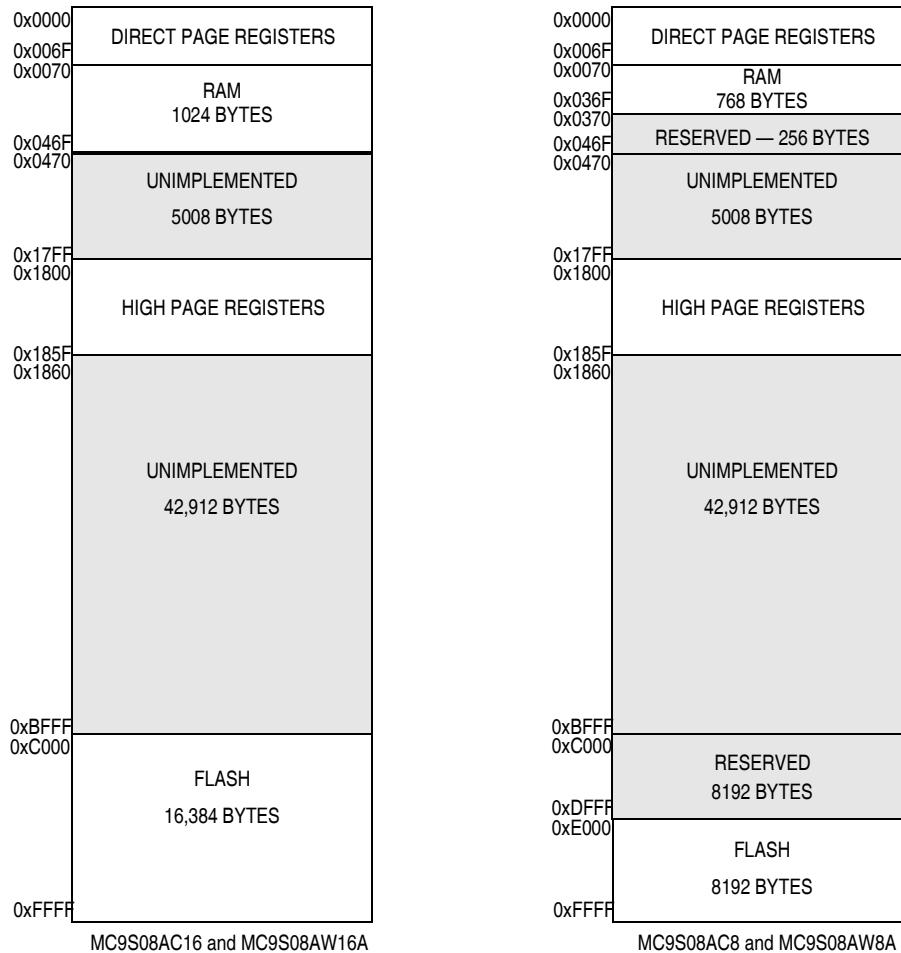 0x0000
DIRECT PAGE REGISTERS
0x006F
0x0070
RAM
1024 BYTES
0x046F
0x0470
UNIMPLEMENTED
5008 BYTES
0x17FF
0x1800
HIGH PAGE REGISTERS
0x185F
0x1860
UNIMPLEMENTED
42,912 BYTES
0xBFFF
0xC000
FLASH
16,384 BYTES
0xFFFF
MC9S08AC16 and MC9S08AW16A
0x0000
DIRECT PAGE REGISTERS
0x006F
0x0070
RAM
768 BYTES
0x036F
0x0370
RESERVED — 256 BYTES
0x046F
0x0470
UNIMPLEMENTED
5008 BYTES
0x17FF
0x1800
HIGH PAGE REGISTERS
0x185F
0x1860
UNIMPLEMENTED
42,912 BYTES
0xBFFF
0xC000
RESERVED
8192 BYTES
0xDFFF
0xE000
FLASH
8192 BYTES
0xFFFF
MC9S08AC8 and MC9S08AW8A